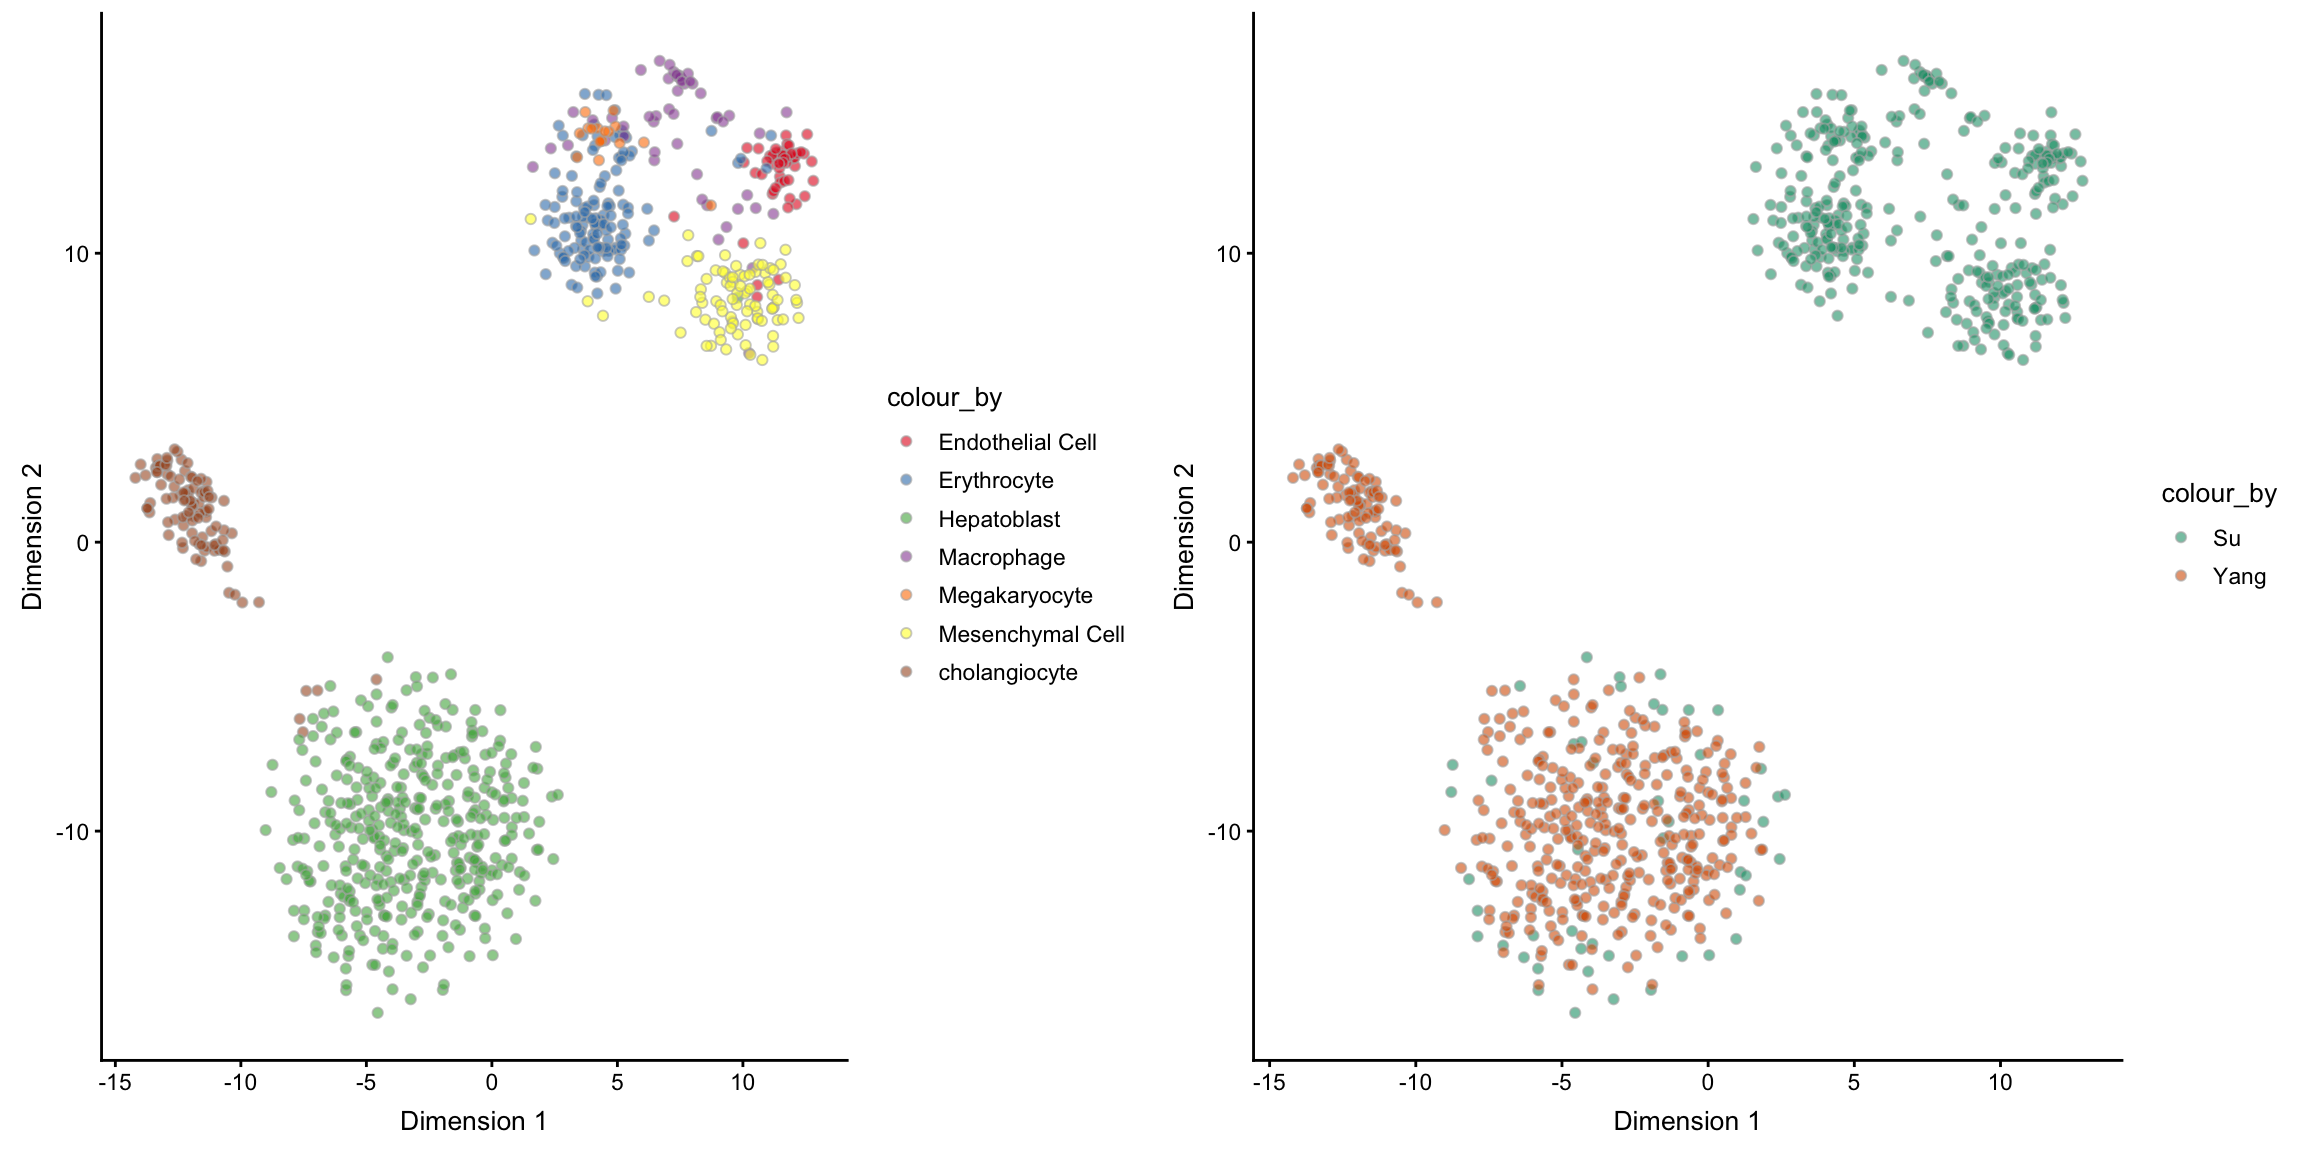 10
0
-10
-15
-10
-5
0
5
10
Dimension 1
Dimension 2
colour_by
Endothelial Cell
Erythrocyte
Hepatoblast
Macrophage
Megakaryocyte
Mesenchymal Cell
cholangiocyte
10
0
-10
-15
-10
-5
0
5
10
Dimension 1
Dimension 2
colour_by
Su
Yang